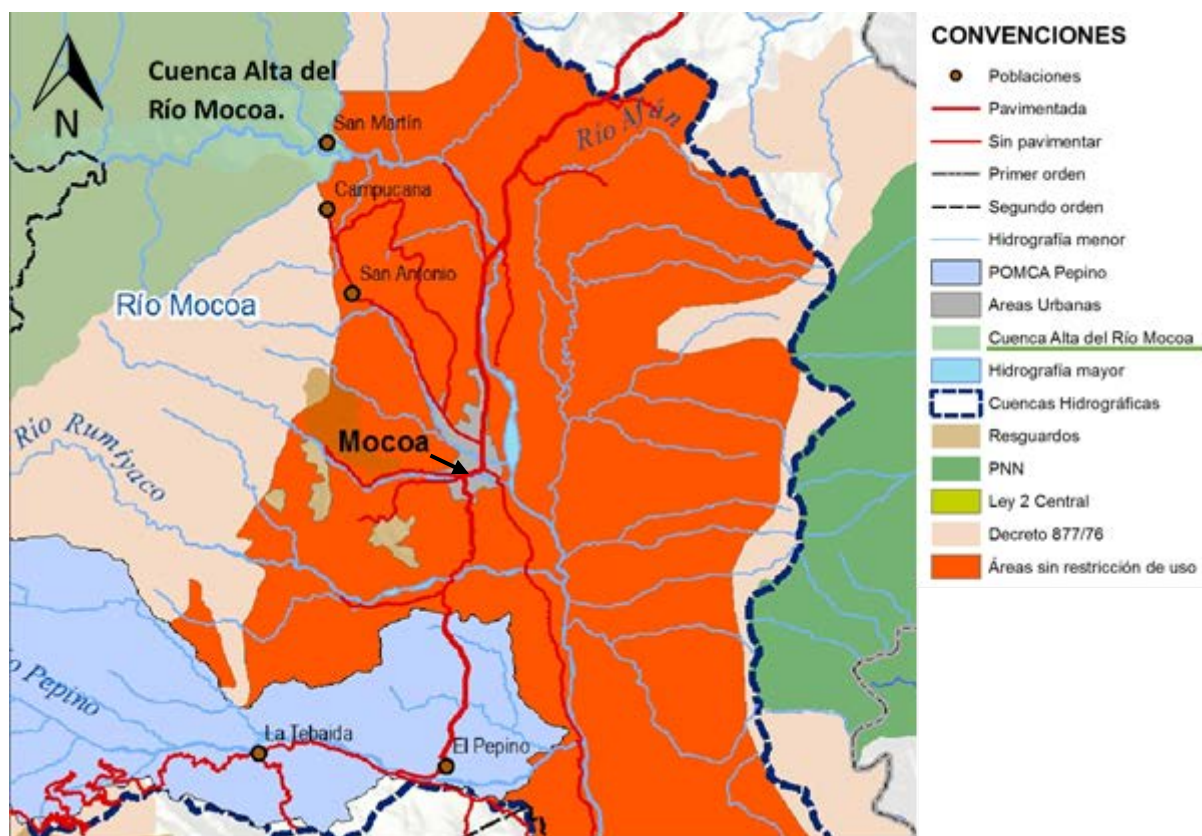 N
Cuenca Alta del
Río Mocoa.
San Martín
Campucana
San Antonio
Río Mocoa
Río Afán
Mocoa
Río Rumiyaco
Pepino
La Tebaida
El Pepino
CONVENCIONES
Poblaciones
Pavimentada
Sin pavimentar
Primer orden
Segundo orden
Hidrografía menor
POMCA Pepino
Areas Urbanas
Cuenca Alta del Río Mocoa
Hidrografía mayor
Cuencas Hidrográficas
Resguardos
PNN
Ley 2 Central
Decreto 877/76
Áreas sin restricción de uso